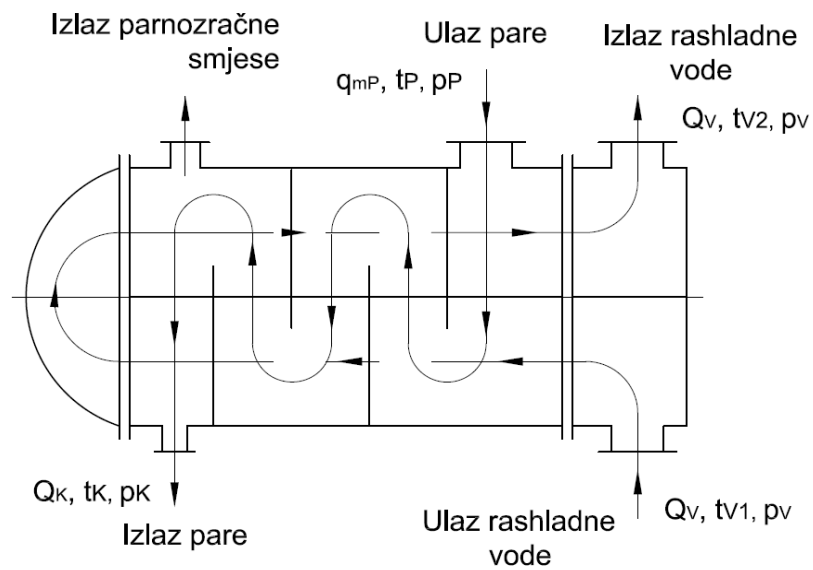 Izlaz parnozračne
smjese
Ulaz pare
qmP, tP, pP
Izlaz rashladne
vode
QV, tV2, pV
QK, tK, pK
Izlaz pare
Ulaz rashladne
vode
QV, tV1, pV